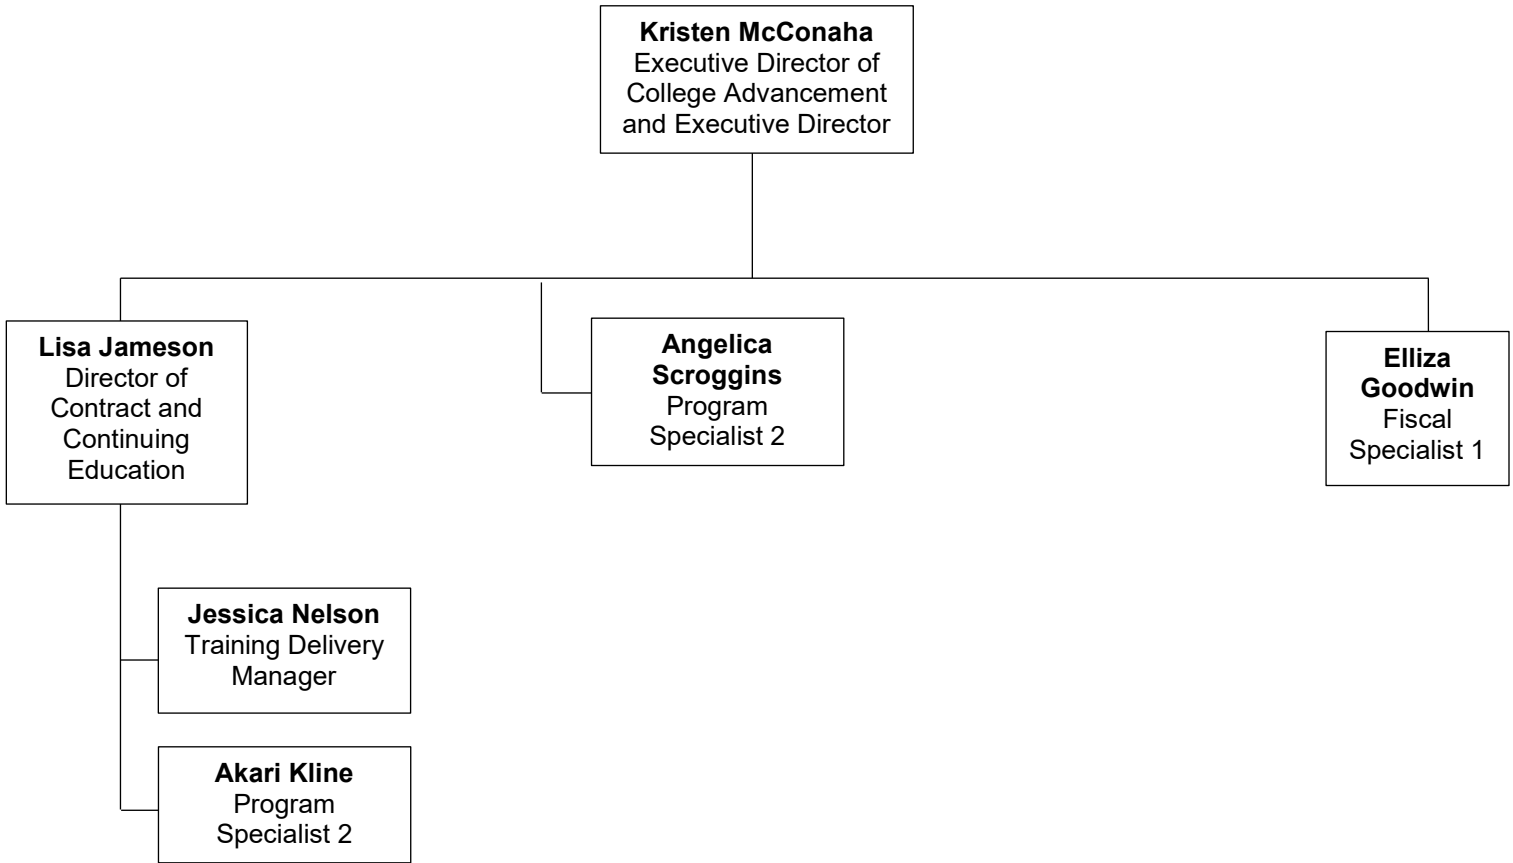 Kristen McConaha
Executive Director of
College Advancement
and Executive Director
Lisa Jameson
Director of
Contract and
Continuing
Education
Angelica
Scroggins
Program
Specialist 2
Elliza
Goodwin
Fiscal
Specialist 1
Jessica Nelson
Training Delivery
Manager
Akari Kline
Program
Specialist 2